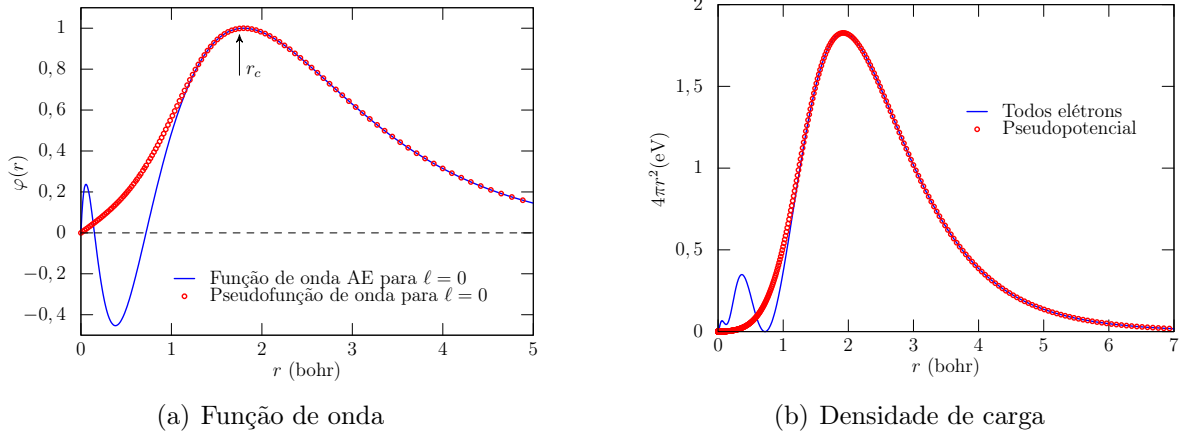 1
0,8
0,6
0,4
0,2
0
−0,2
−0,4
φ(r)
r_c
Função de onda AE para ℓ = 0
Pseudofunção de onda para ℓ = 0
0 1 2 3 4 5
r (bohr)
(a) Função de onda
2
1,5
1
0,5
0
4πr²(eV)
Todos elétrons
Pseudopotencial
0 1 2 3 4 5 6 7
r (bohr)
(b) Densidade de carga